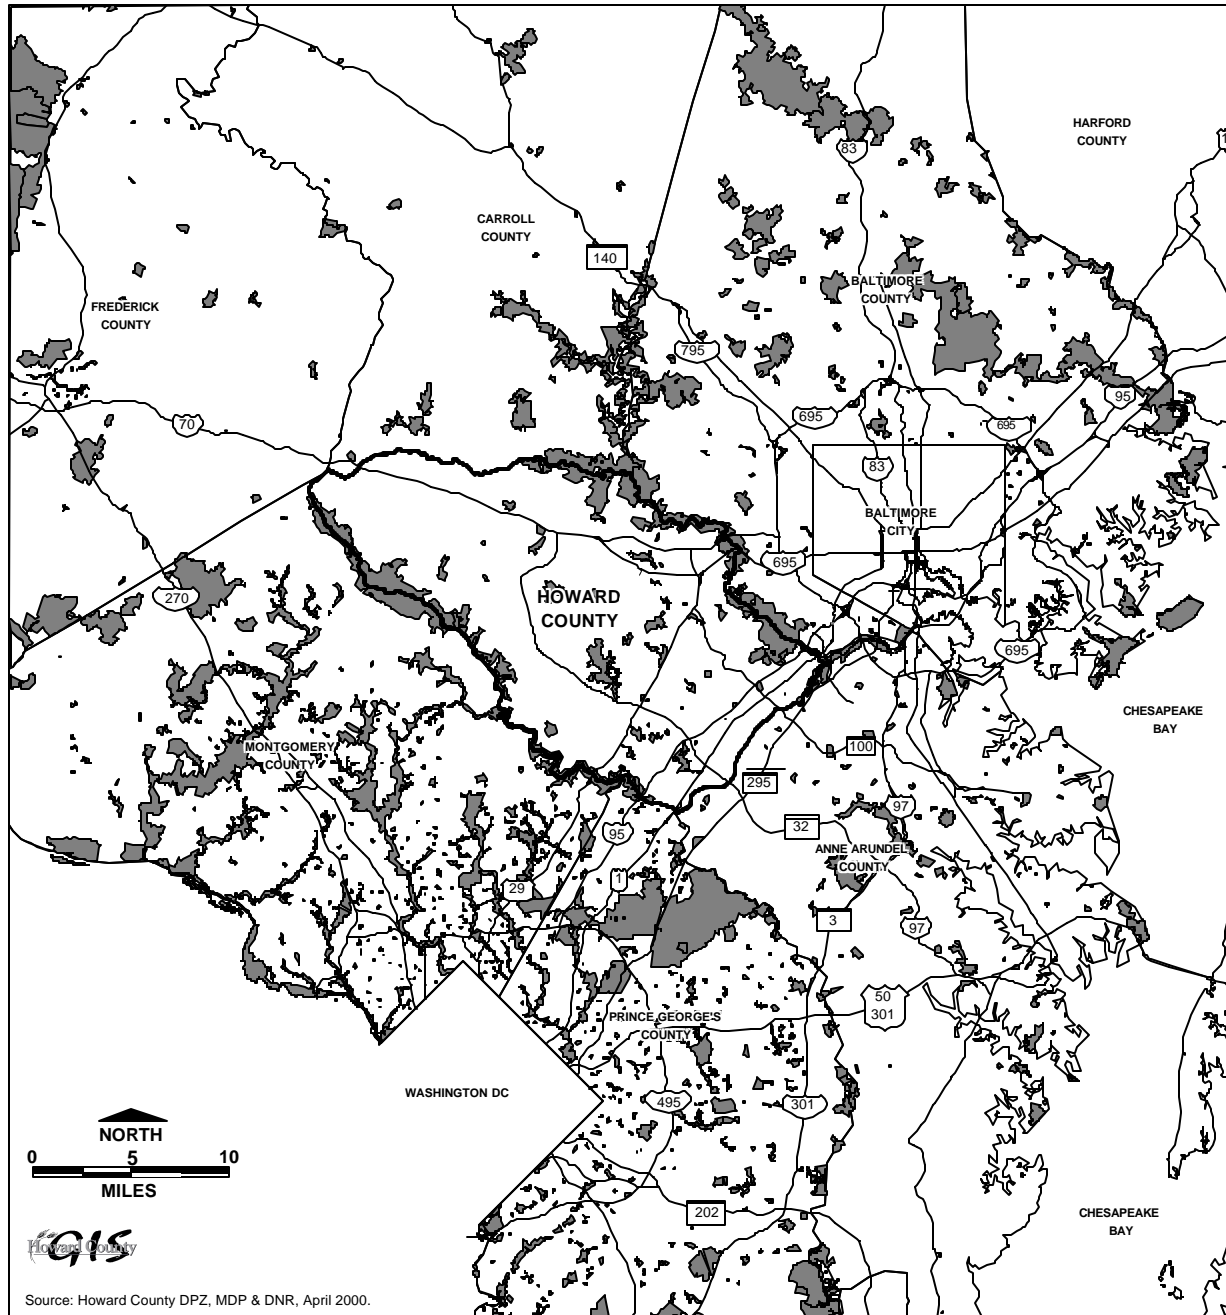 HARFORD
COUNTY
1
83
CARROLL
COUNTY
140
BALTIMORE
COUNTY
FREDERICK
COUNTY
795
95
695
695
70
83
BALTIMORE
CITY
695
HOWARD
COUNTY
270
695
CHESAPEAKE
BAY
MONTGOMERY
COUNTY
100
295
97
95
32
ANNE ARUNDEL
COUNTY
29
1
3
97
50
301
PRINCE GEORGE'S
COUNTY
WASHINGTON DC
495
301
NORTH
0 5 10
MILES
202
CHESAPEAKE
BAY
Howard County
GIS
Source: Howard County DPZ, MDP & DNR, April 2000.